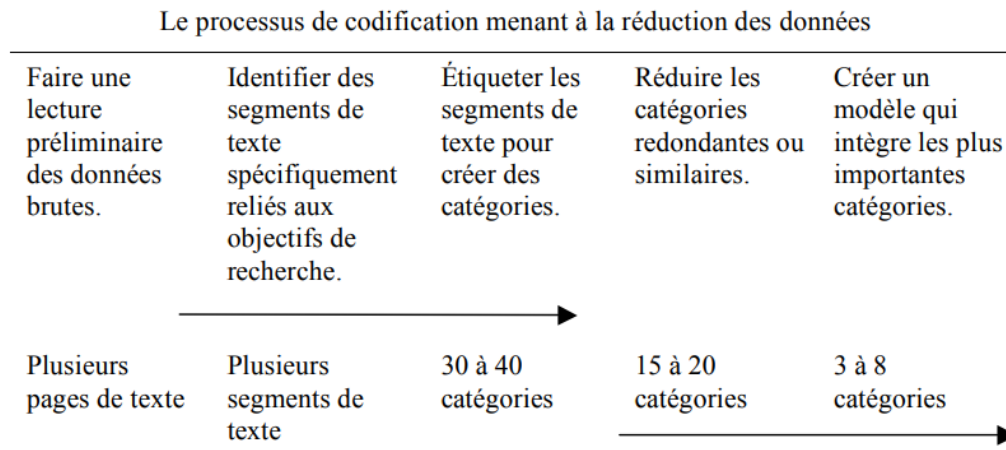 Le processus de codification menant à la réduction des données
Faire une
lecture
préliminaire
des données
brutes.
Identifier des
segments de
texte
spécifiquement
reliés aux
objectifs de
recherche.
Étiqueter les
segments de
texte pour
créer des
catégories.
Réduire les
catégories
redondantes ou
similaires.
Créer un
modèle qui
intègre les plus
importantes
catégories.
Plusieurs
pages de texte
Plusieurs
segments de
texte
30 à 40
catégories
15 à 20
catégories
3 à 8
catégories